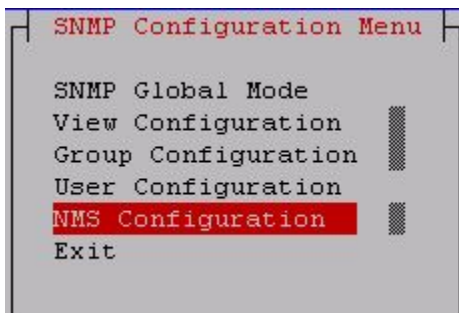 SNMP Configuration Menu
SNMP Global Mode
View Configuration
Group Configuration
User Configuration
NMS Configuration
Exit